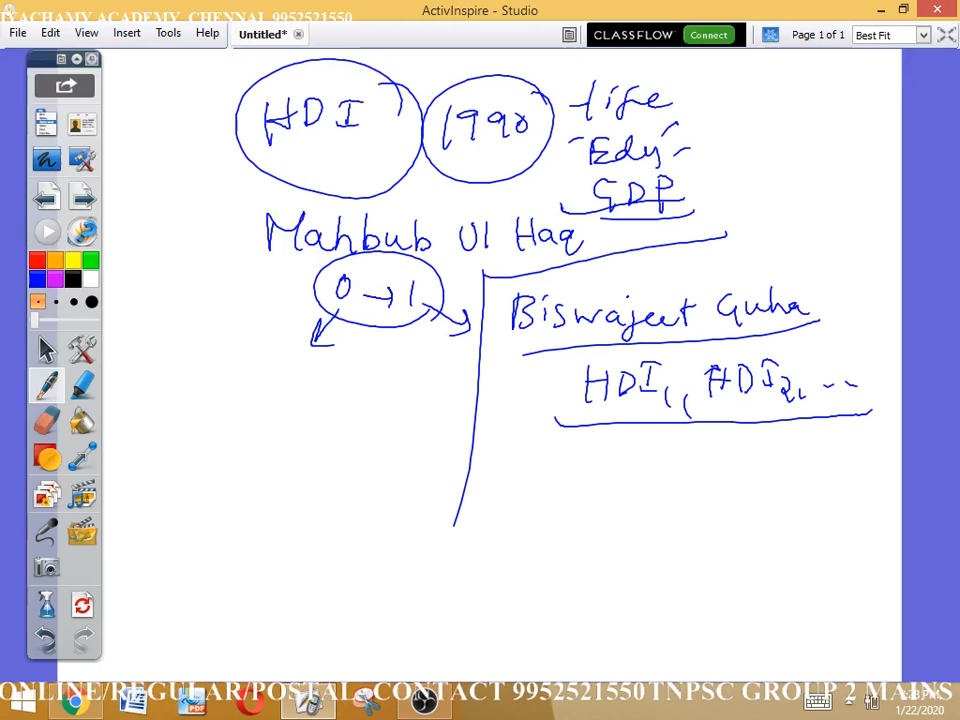 IYACHAMY ACADEMY, CHENNAI 9952521550
ActivInspire - Studio
File Edit View Insert Tools Help Untitled* CLASSFLOW Connect Page 1 of 1 Best Fit
HDI 1990 life
Edu
GDP
Mahbub Ul Haq
0 → 1
Biswajeet Guha
HDI1, HDI2, ---
ONLINE/REGULAR/POSTAL CONTACT 9952521550 TNPSC GROUP 2 MAINS
1/22/2020